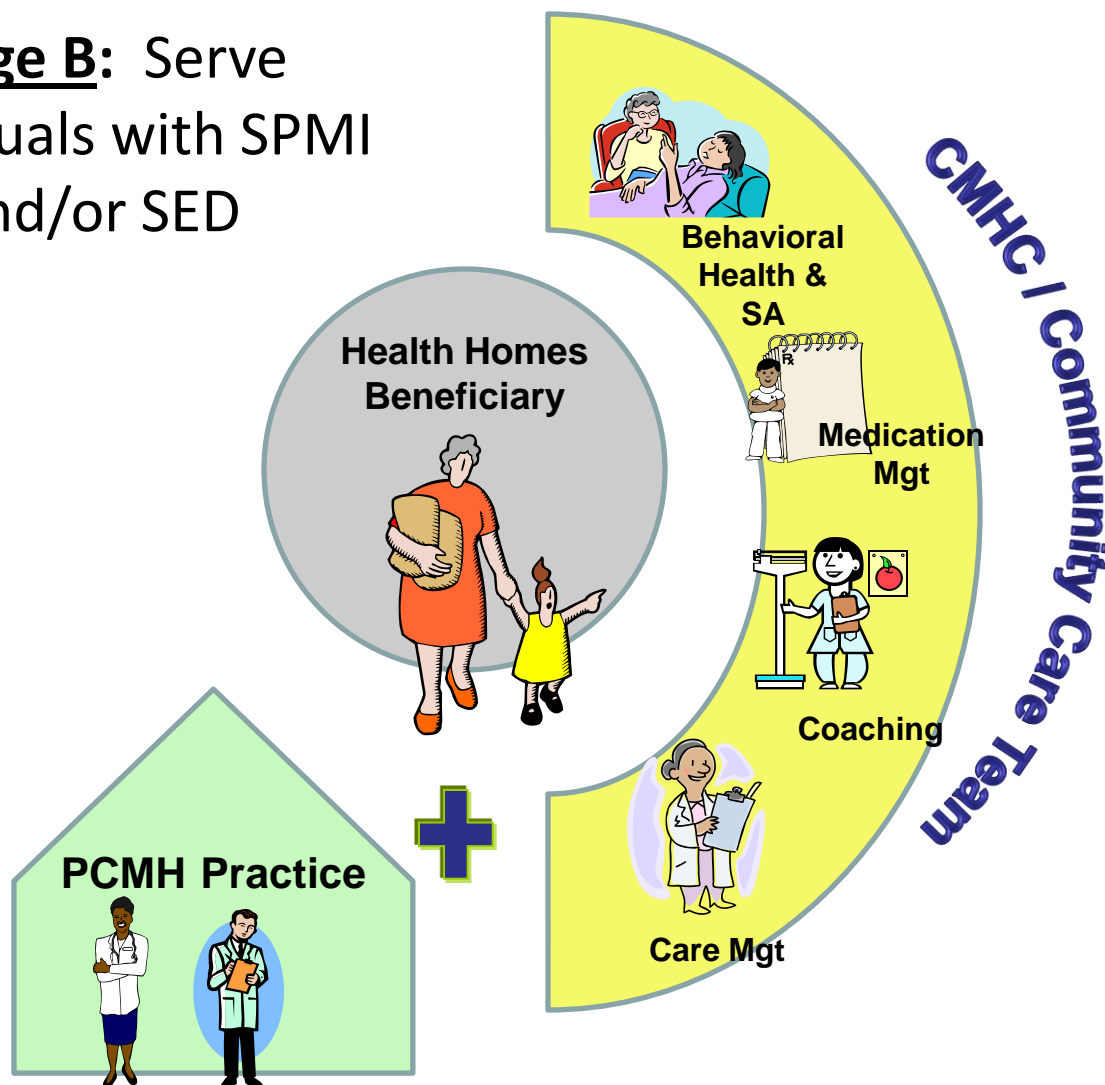 ge B: Serve
uals with SPMI
nd/or SED
Behavioral
Health &
SA
Health Homes
Beneficiary
Rx
Medication
Mgt
CMHC / Community Care Team
Coaching
PCMH Practice
Care Mgt